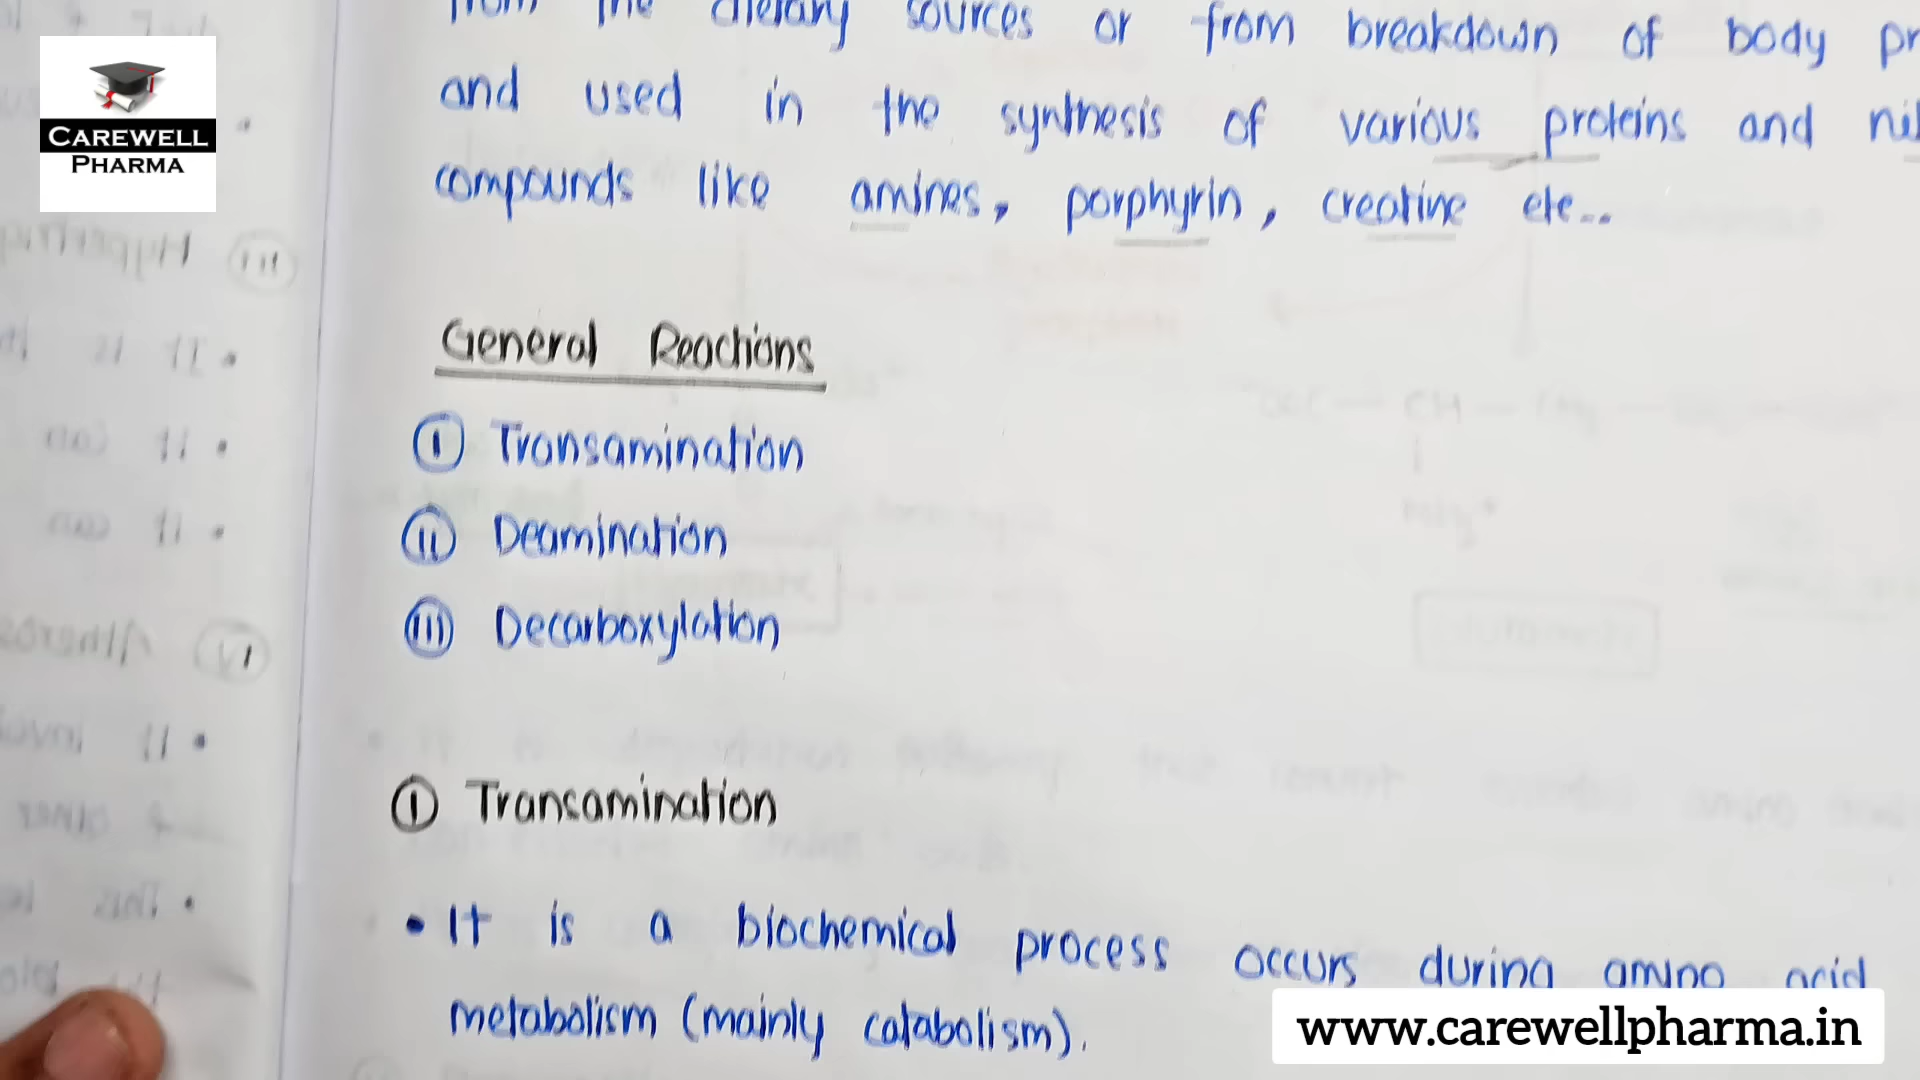 CAREWELL
PHARMA
from the dietary sources or from breakdown of body
and used in the synthesis of various proteins and
compounds like amines, porphyrin, creatine etc..
General Reactions
(i) Transamination
(ii) Deamination
(iii) Decarboxylation
(i) Transamination
• It is a biochemical process occurs during amino acid
metabolism (mainly catabolism).
www.carewellpharma.in